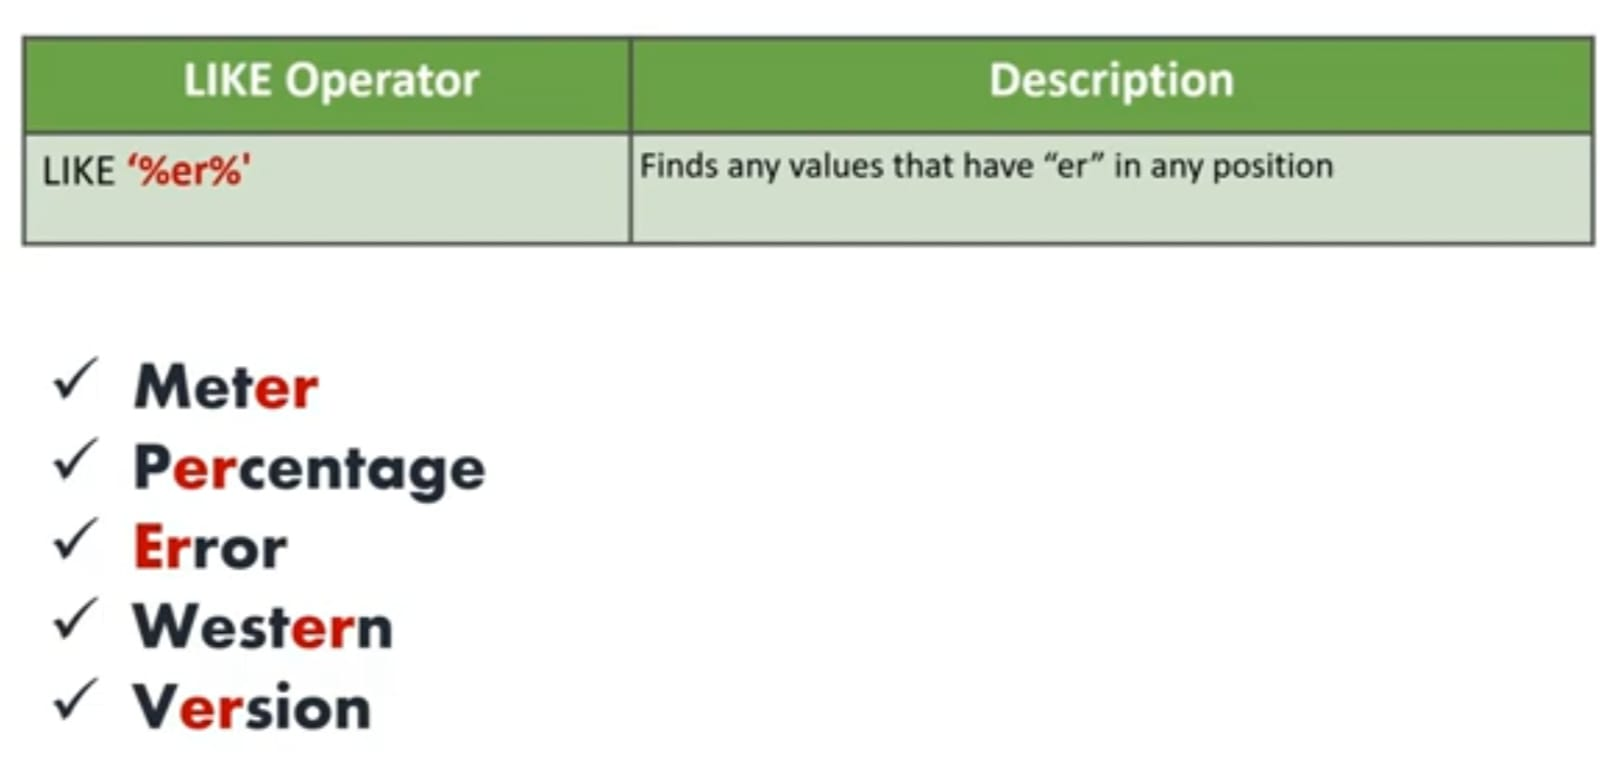 LIKE Operator
Description
LIKE ‘%er%'
Finds any values that have “er” in any position
✓ Meter
✓ Percentage
✓ Error
✓ Western
✓ Version